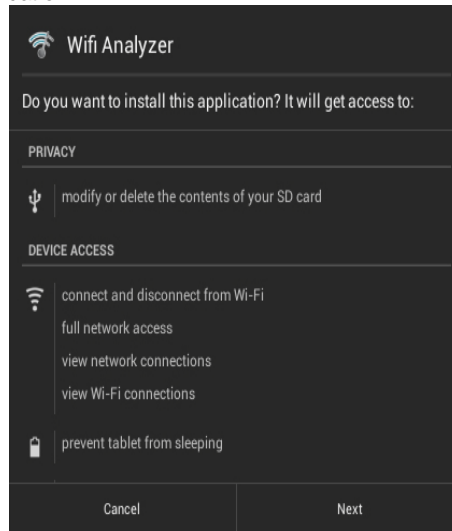 Wifi Analyzer
Do you want to install this application? It will get access to:
PRIVACY
modify or delete the contents of your SD card
DEVICE ACCESS
connect and disconnect from Wi-Fi
full network access
view network connections
view Wi-Fi connections
prevent tablet from sleeping
Cancel
Next